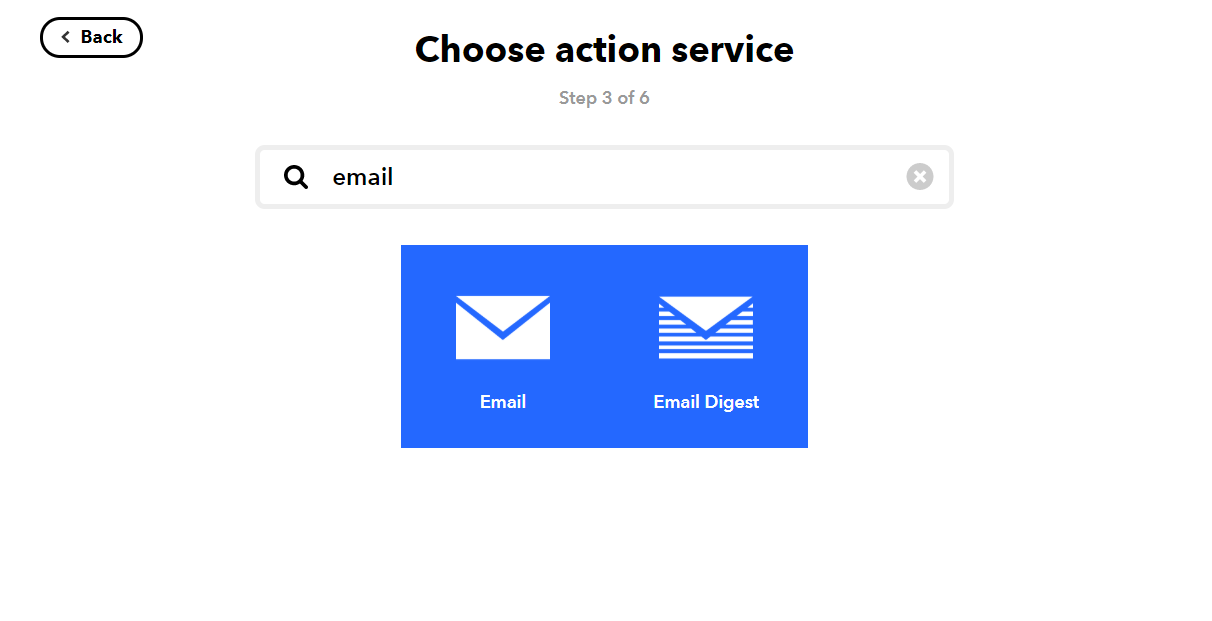 Back
Choose action service
Step 3 of 6
email
Email
Email Digest